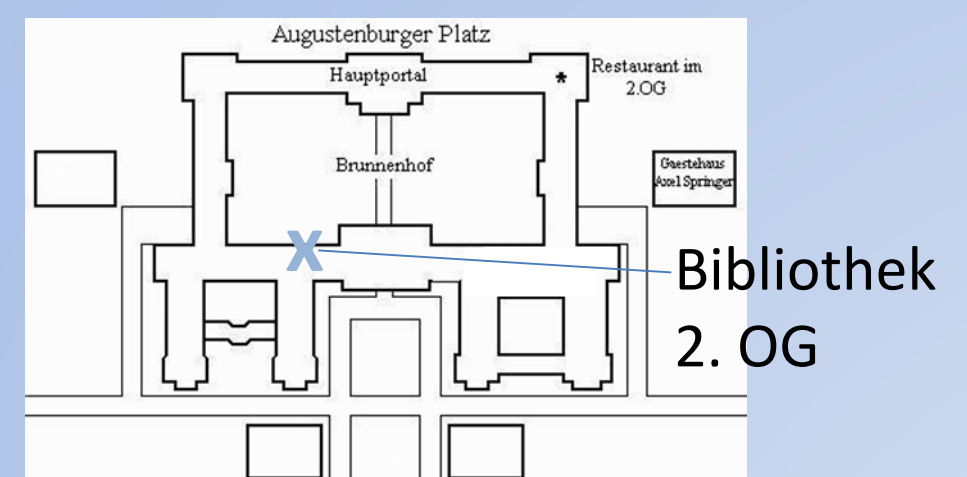 Augustenburger Platz
Hauptportal
*
Restaurant im
2.OG
Brunnenhof
Gaestehaus
Axel Springer
X
Bibliothek
2. OG